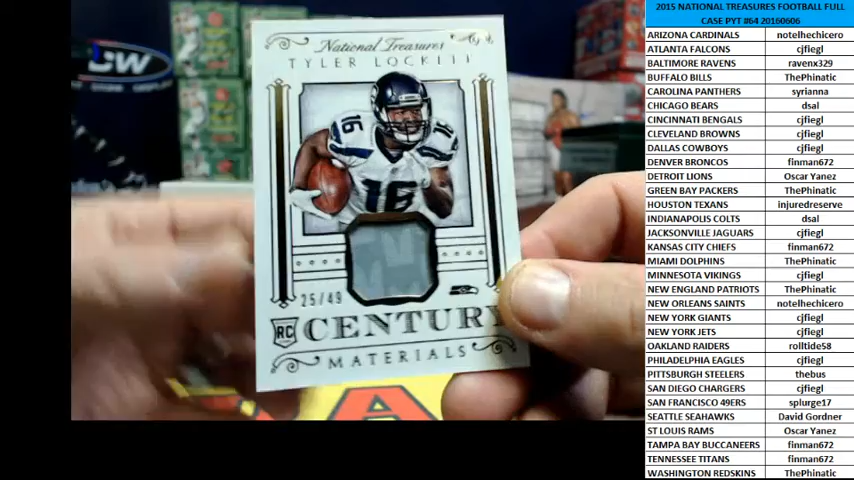 National Treasures
TYLER LOCKETT
16
16
16
25/49
RC
CENTURY
MATERIALS
2015 NATIONAL TREASURES FOOTBALL FULL
CASE PYT #64 20160606
ARIZONA CARDINALS notelhechicero
ATLANTA FALCONS cjfiegl
BALTIMORE RAVENS ravenx329
BUFFALO BILLS ThePhinatic
CAROLINA PANTHERS syrianna
CHICAGO BEARS dsal
CINCINNATI BENGALS cjfiegl
CLEVELAND BROWNS cjfiegl
DALLAS COWBOYS cjfiegl
DENVER BRONCOS finman672
DETROIT LIONS Oscar Yanez
GREEN BAY PACKERS ThePhinatic
HOUSTON TEXANS injuredreserve
INDIANAPOLIS COLTS dsal
JACKSONVILLE JAGUARS cjfiegl
KANSAS CITY CHIEFS finman672
MIAMI DOLPHINS ThePhinatic
MINNESOTA VIKINGS cjfiegl
NEW ENGLAND PATRIOTS ThePhinatic
NEW ORLEANS SAINTS notelhechicero
NEW YORK GIANTS cjfiegl
NEW YORK JETS cjfiegl
OAKLAND RAIDERS rolltide58
PHILADELPHIA EAGLES cjfiegl
PITTSBURGH STEELERS thebus
SAN DIEGO CHARGERS cjfiegl
SAN FRANCISCO 49ERS splurge17
SEATTLE SEAHAWKS David Gordner
ST LOUIS RAMS Oscar Yanez
TAMPA BAY BUCCANEERS finman672
TENNESSEE TITANS finman672
WASHINGTON REDSKINS ThePhinatic